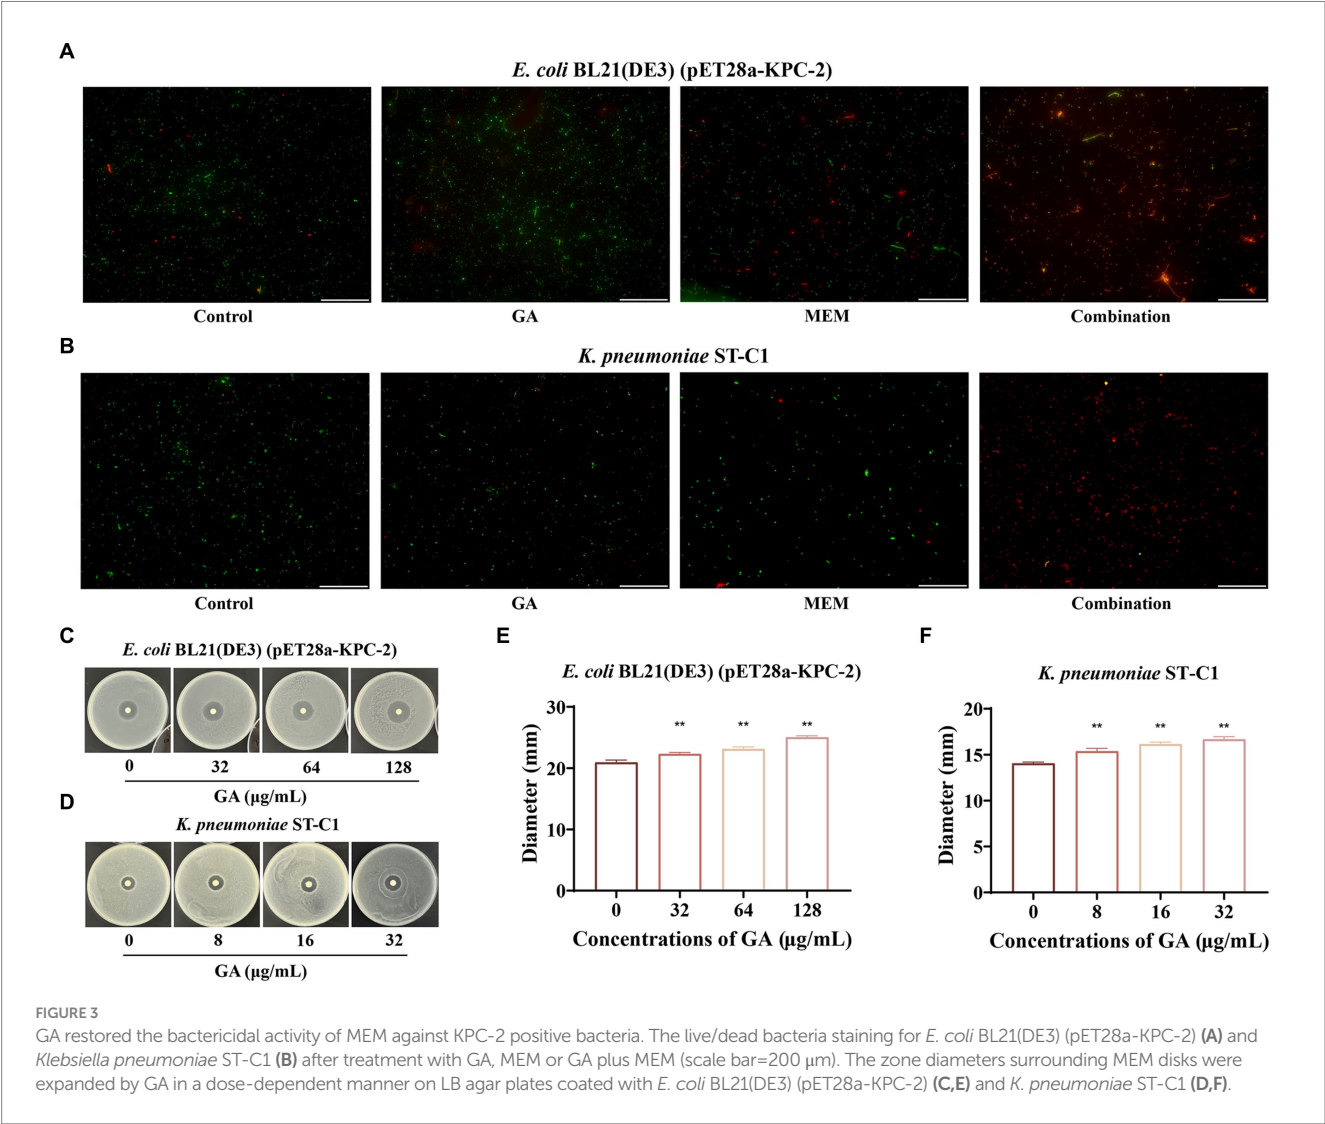 A
E. coli BL21(DE3) (pET28a-KPC-2)
Control
GA
MEM
Combination
B
K. pneumoniae ST-C1
Control
GA
MEM
Combination
C
E. coli BL21(DE3) (pET28a-KPC-2)
0
32
64
128
GA (μg/mL)
D
K. pneumoniae ST-C1
0
8
16
32
GA (μg/mL)
E
E. coli BL21(DE3) (pET28a-KPC-2)
Diameter (mm)
30
20
10
0
**
**
**
0
32
64
128
Concentrations of GA (μg/mL)
F
K. pneumoniae ST-C1
Diameter (mm)
20
15
10
5
0
**
**
**
0
8
16
32
Concentrations of GA (μg/mL)
FIGURE 3
GA restored the bactericidal activity of MEM against KPC-2 positive bacteria. The live/dead bacteria staining for E. coli BL21(DE3) (pET28a-KPC-2) (A) and
Klebsiella pneumoniae ST-C1 (B) after treatment with GA, MEM or GA plus MEM (scale bar=200 μm). The zone diameters surrounding MEM disks were
expanded by GA in a dose-dependent manner on LB agar plates coated with E. coli BL21(DE3) (pET28a-KPC-2) (C,E) and K. pneumoniae ST-C1 (D,F).